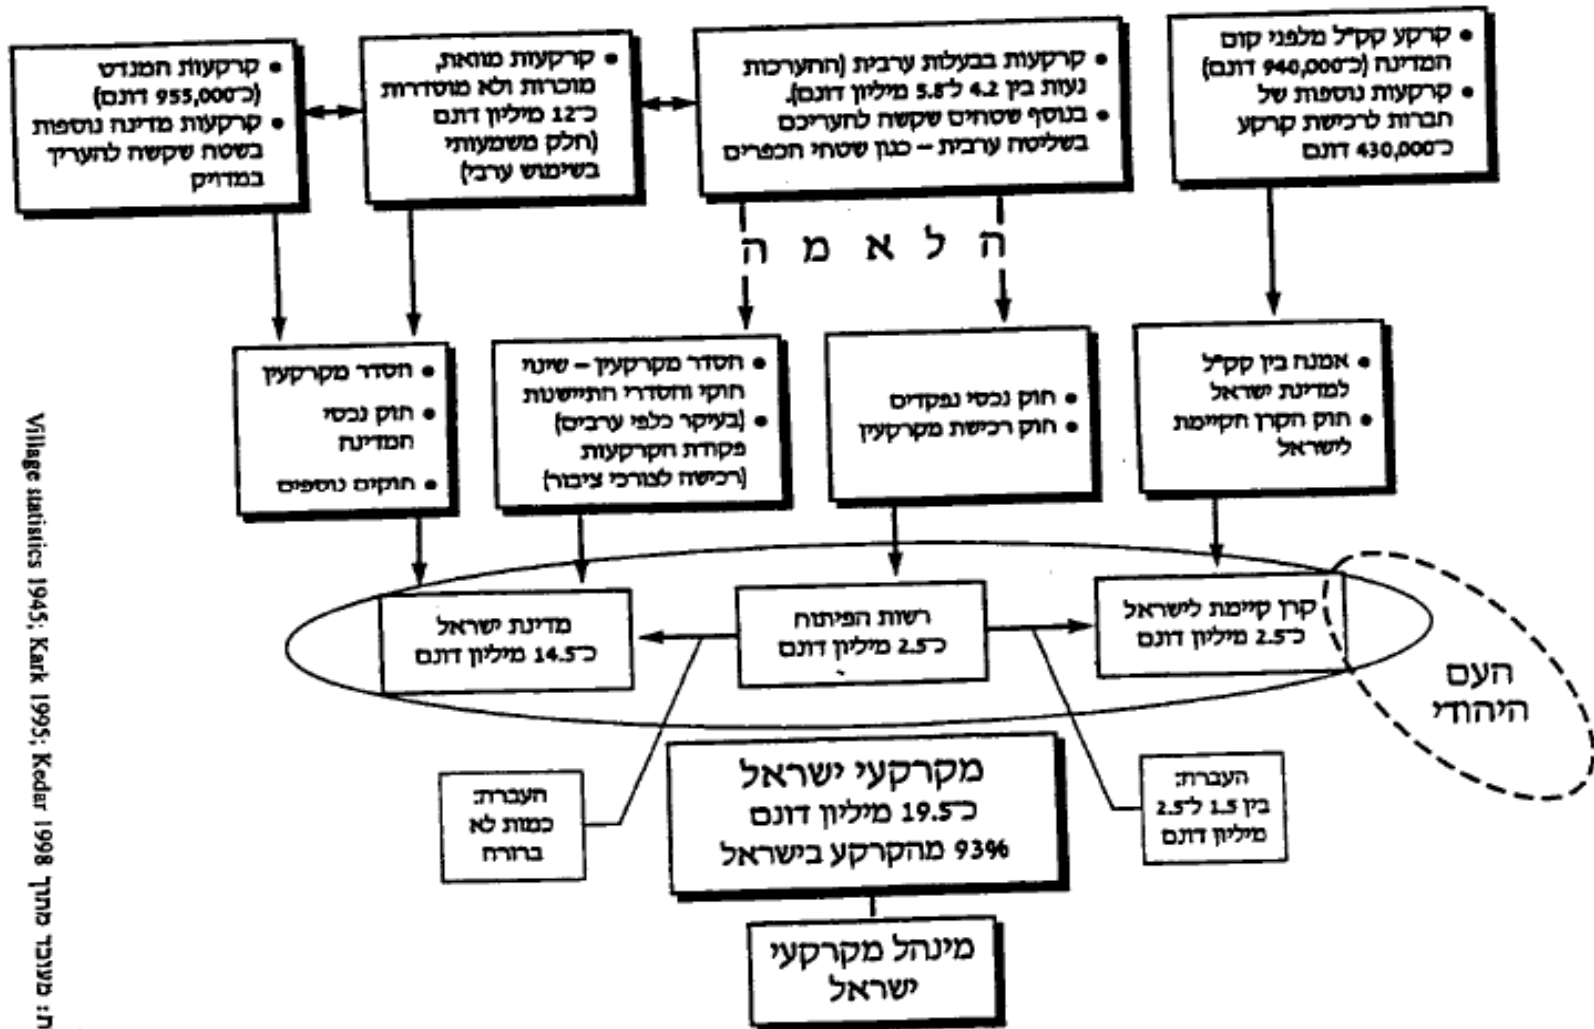 • קרקע קק״ל מלפני קום
המדינה (כ־940,000 דונם)
• קרקעות נוספות של
חברות לרכישת קרקע
כ־430,000 דונם
• קרקעות בבעלות ערבית (ההערכות
נעות בין 4.2 ל־5.8 מיליון דונם).
• בנוסף שטחים שקשה להעריכם
בשליטה ערבית – כגון שטחי הכפרים
• קרקעות מוואת,
מוכרות ולא מוסדרות
כ־12 מיליון דונם
(חלק משמעותי
בשימוש ערבי)
• קרקעות המנדט
(כ־955,000 דונם)
• קרקעות מדינה נוספות
בשטח שקשה להעריך
במדויק
ה ל א מ ה
• אמנה בין קק״ל
למדינת ישראל
• חוק הקרן הקיימת
לישראל
• חוק נכסי נפקדים
• חוק רכישת מקרקעין
• הסדר מקרקעין – שינוי
חוקי והסדרי התיישנות
• (בעיקר כלפי ערבים)
פקודת הקרקעות
(רכישה לצורכי ציבור)
• הסדר מקרקעין
• חוק נכסי
המדינה
• חוקים נוספים
קרן קיימת לישראל
כ־2.5 מיליון דונם
רשות הפיתוח
כ־2.5 מיליון דונם
מדינת ישראל
כ־14.5 מיליון דונם
העם
היהודי
העברה:
בין 1.5 ל־2.5
מיליון דונם
מקרקעי ישראל
כ־19.5 מיליון דונם
93% מהקרקע בישראל
העברה:
כמות לא
ברורה
מינהל מקרקעי
ישראל
מעובד מתוך Village statistics 1945; Kark 1995; Kedar 1998